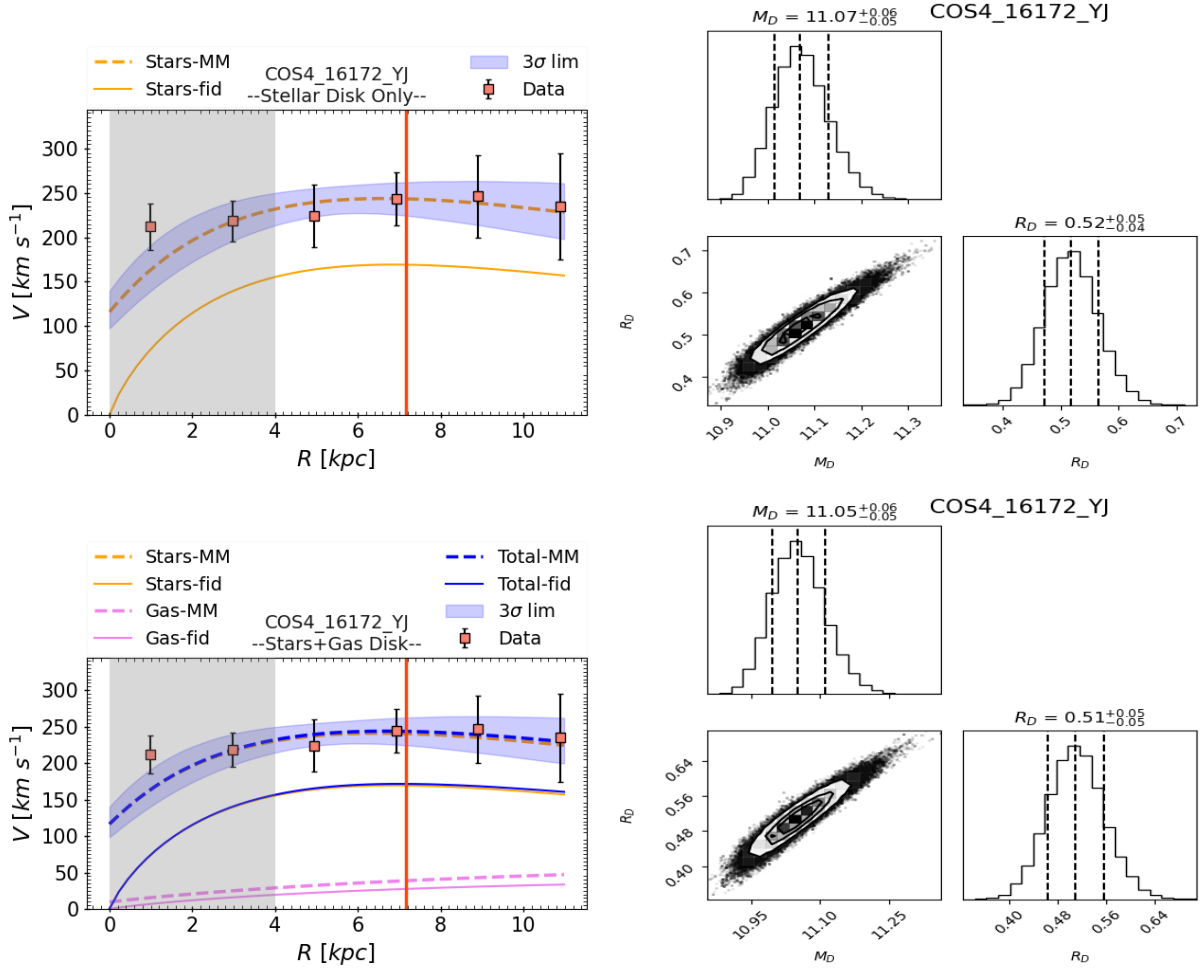 Stars-MM
Stars-fid
3σ lim
Data
COS4_16172_YJ
--Stellar Disk Only--
V [km s⁻¹]
300
250
200
150
100
50
0
0 2 4 6 8 10
R [kpc]
M_D = 11.07^{+0.06}_{-0.05}
COS4_16172_YJ
R_D = 0.52^{+0.05}_{-0.04}
R_D
0.7
0.6
0.5
0.4
10.9 11.0 11.1 11.2 11.3
M_D
0.4 0.5 0.6 0.7
R_D
Stars-MM
Stars-fid
Gas-MM
Gas-fid
Total-MM
Total-fid
3σ lim
Data
COS4_16172_YJ
--Stars+Gas Disk--
V [km s⁻¹]
300
250
200
150
100
50
0
0 2 4 6 8 10
R [kpc]
M_D = 11.05^{+0.06}_{-0.05}
COS4_16172_YJ
R_D = 0.51^{+0.05}_{-0.05}
R_D
0.64
0.56
0.48
0.40
10.95 11.10 11.25
M_D
0.40 0.48 0.56 0.64
R_D